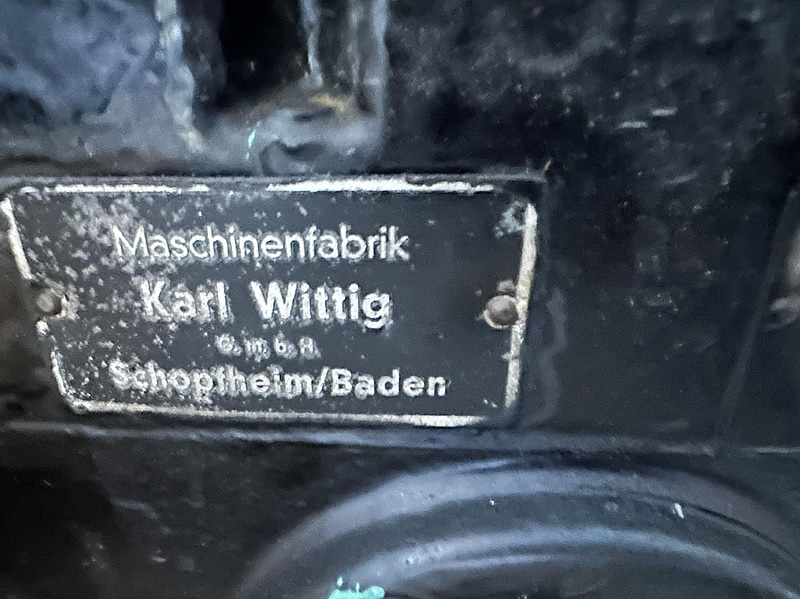 Maschinenfabrik
Karl Wittig
G.m.b.H.
Schopfheim/Baden